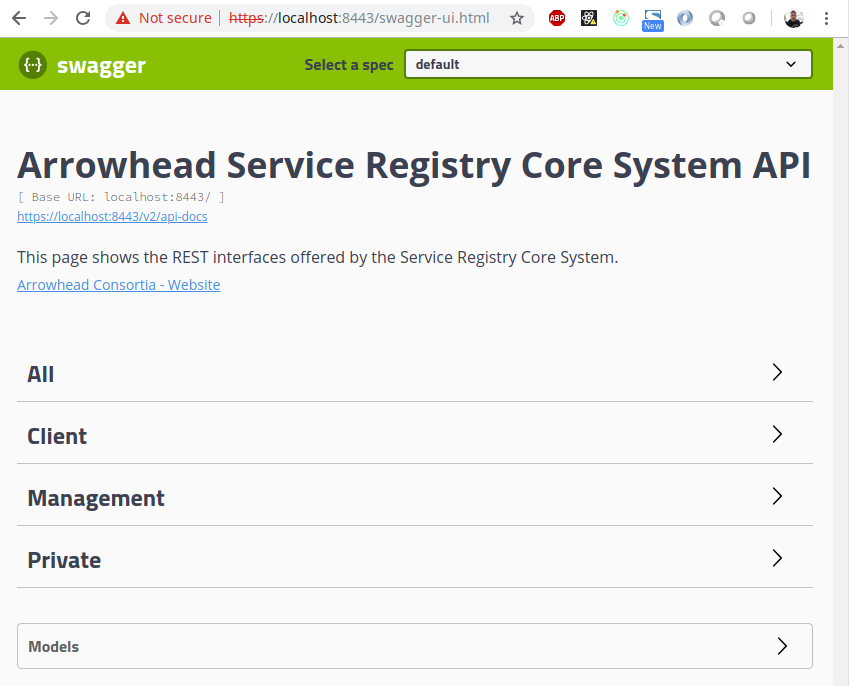 Not secure | https://localhost:8443/swagger-ui.html
ABP
New
{··} swagger
Select a spec
default
Arrowhead Service Registry Core System API
[ Base URL: localhost:8443/ ]
https://localhost:8443/v2/api-docs
This page shows the REST interfaces offered by the Service Registry Core System.
Arrowhead Consortia - Website
All
Client
Management
Private
Models